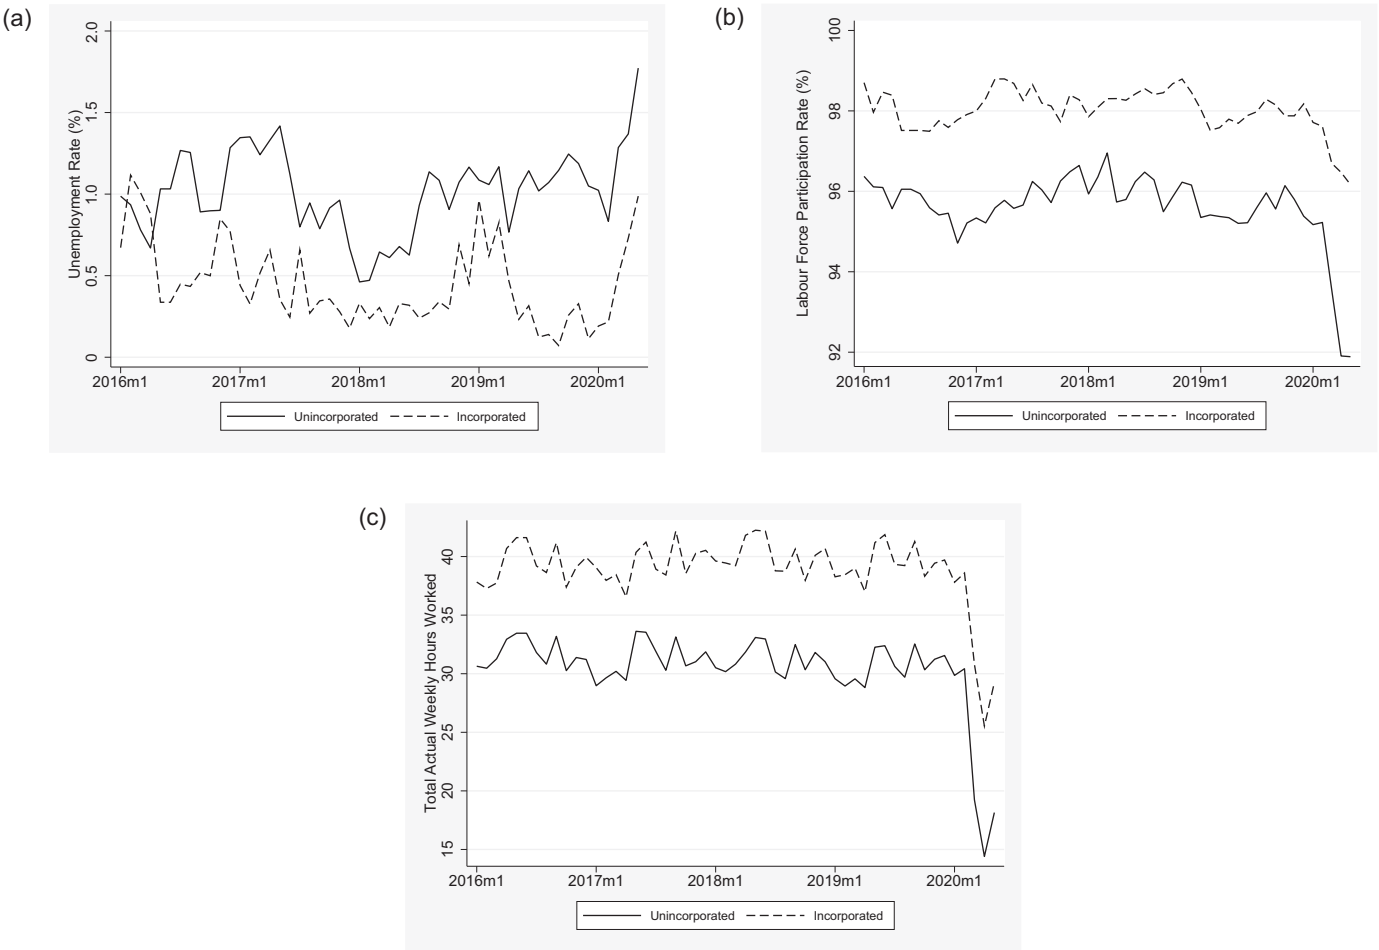 (a)
Unemployment Rate (%)
2.0
1.5
1.0
0.5
0
2016m1 2017m1 2018m1 2019m1 2020m1
Unincorporated Incorporated
(b)
Labour Force Participation Rate (%)
100
98
96
94
92
2016m1 2017m1 2018m1 2019m1 2020m1
Unincorporated Incorporated
(c)
Total Actual Weekly Hours Worked
40
35
30
25
20
15
2016m1 2017m1 2018m1 2019m1 2020m1
Unincorporated Incorporated